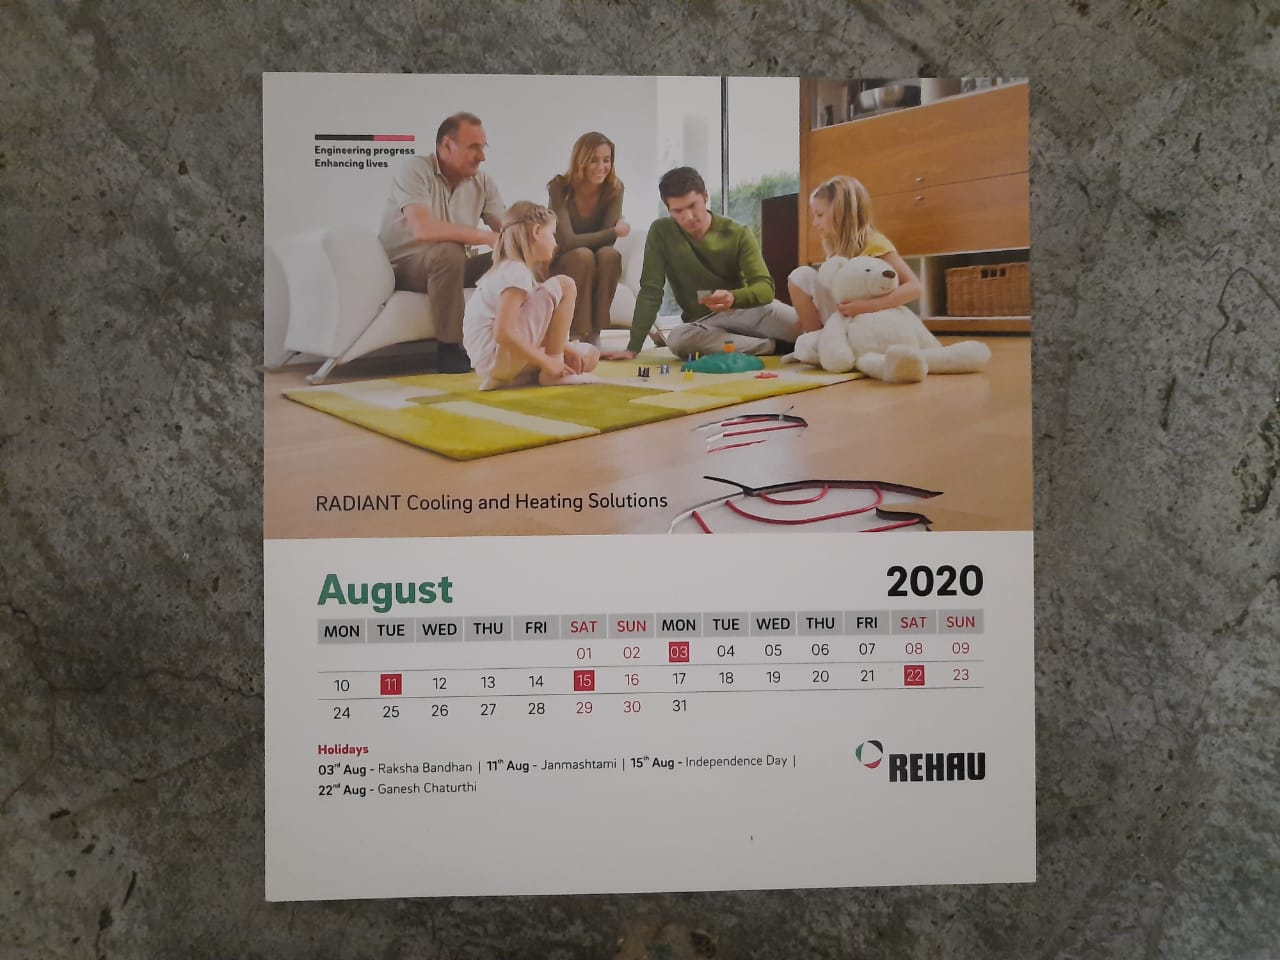 Engineering progress
Enhancing lives
RADIANT Cooling and Heating Solutions
August 2020
MON TUE WED THU FRI SAT SUN MON TUE WED THU FRI SAT SUN
01 02 03 04 05 06 07 08 09
10 11 12 13 14 15 16 17 18 19 20 21 22 23
24 25 26 27 28 29 30 31
Holidays
03rd Aug - Raksha Bandhan | 11th Aug - Janmashtami | 15th Aug - Independence Day |
22nd Aug - Ganesh Chaturthi
REHAU